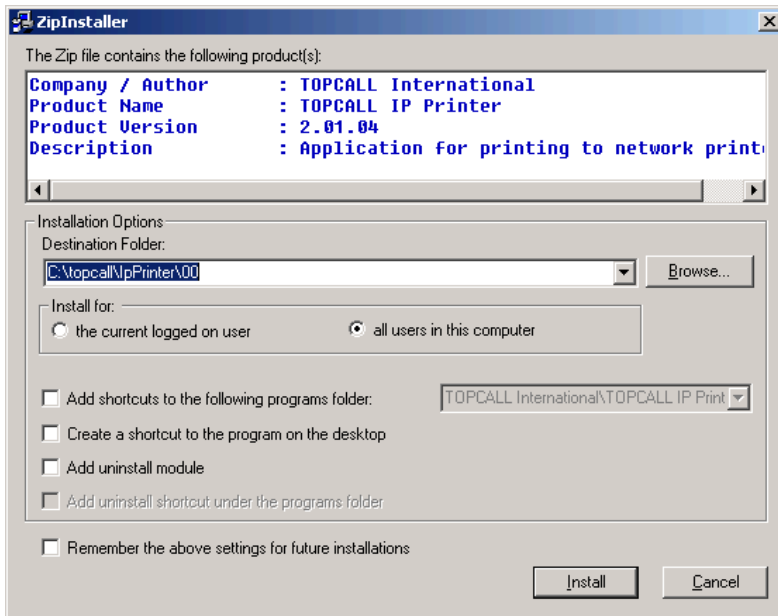 ZipInstaller
The Zip file contains the following product(s):
Company / Author : TOPCALL International
Product Name : TOPCALL IP Printer
Product Version : 2.01.04
Description : Application for printing to network print
Installation Options
Destination Folder:
C:\topcall\IpPrinter\00
Browse...
Install for:
the current logged on user
all users in this computer
Add shortcuts to the following programs folder:
TOPCALL International\TOPCALL IP Print
Create a shortcut to the program on the desktop
Add uninstall module
Add uninstall shortcut under the programs folder
Remember the above settings for future installations
Install
Cancel